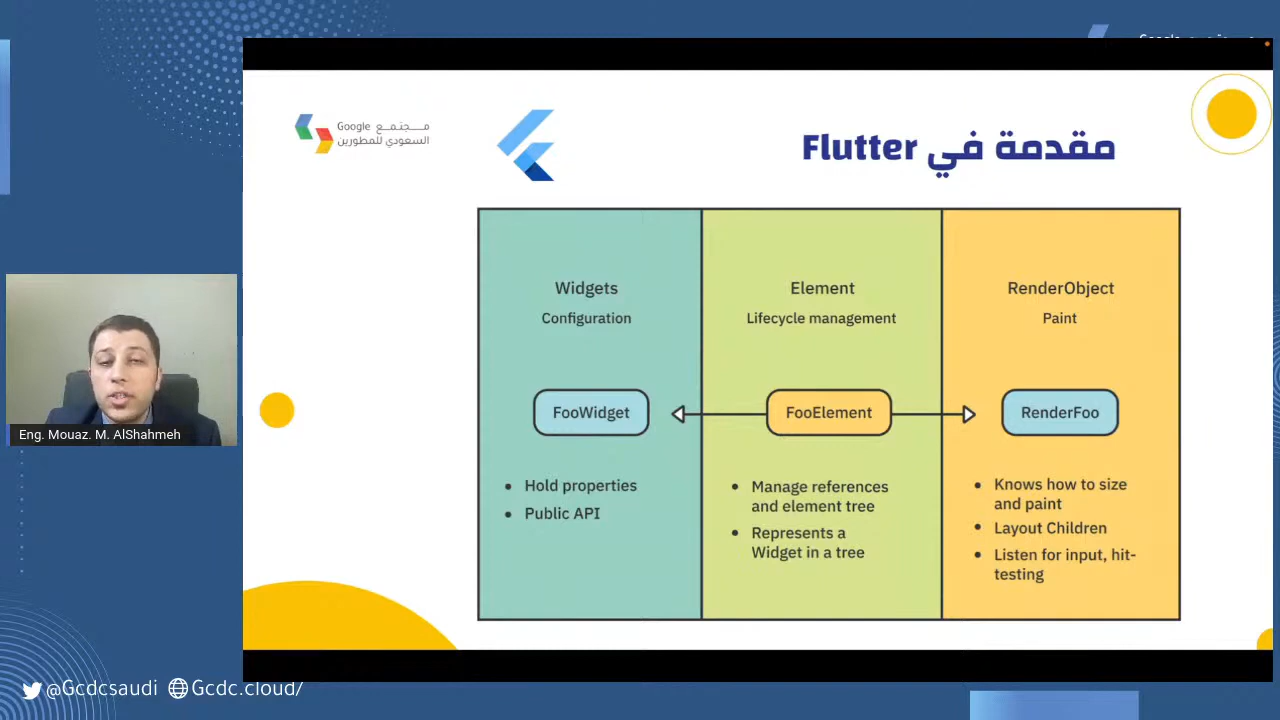 Google
Google مجتمع
السعودي للمطورين
مقدمة في Flutter
Widgets
Configuration
FooWidget
• Hold properties
• Public API
Element
Lifecycle management
FooElement
• Manage references
and element tree
• Represents a
Widget in a tree
RenderObject
Paint
RenderFoo
• Knows how to size
and paint
• Layout Children
• Listen for input, hit-
testing
Eng. Mouaz. M. AlShahmeh
@Gcdcsaudi Gcdc.cloud/